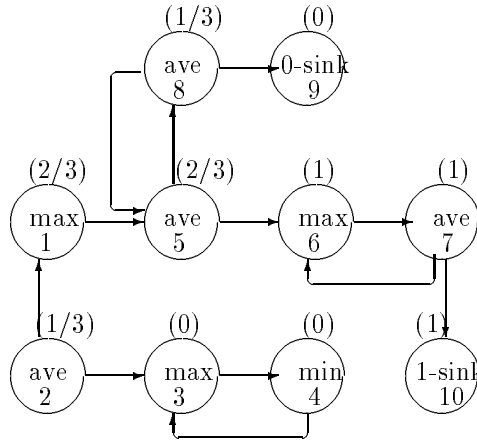 (1/3) (0)
ave 0-sink
8 9
(2/3) (2/3) (1) (1)
max ave max ave
1 5 6 7
(1/3) (0) (0) (1)
ave max min 1-sink
2 3 4 10